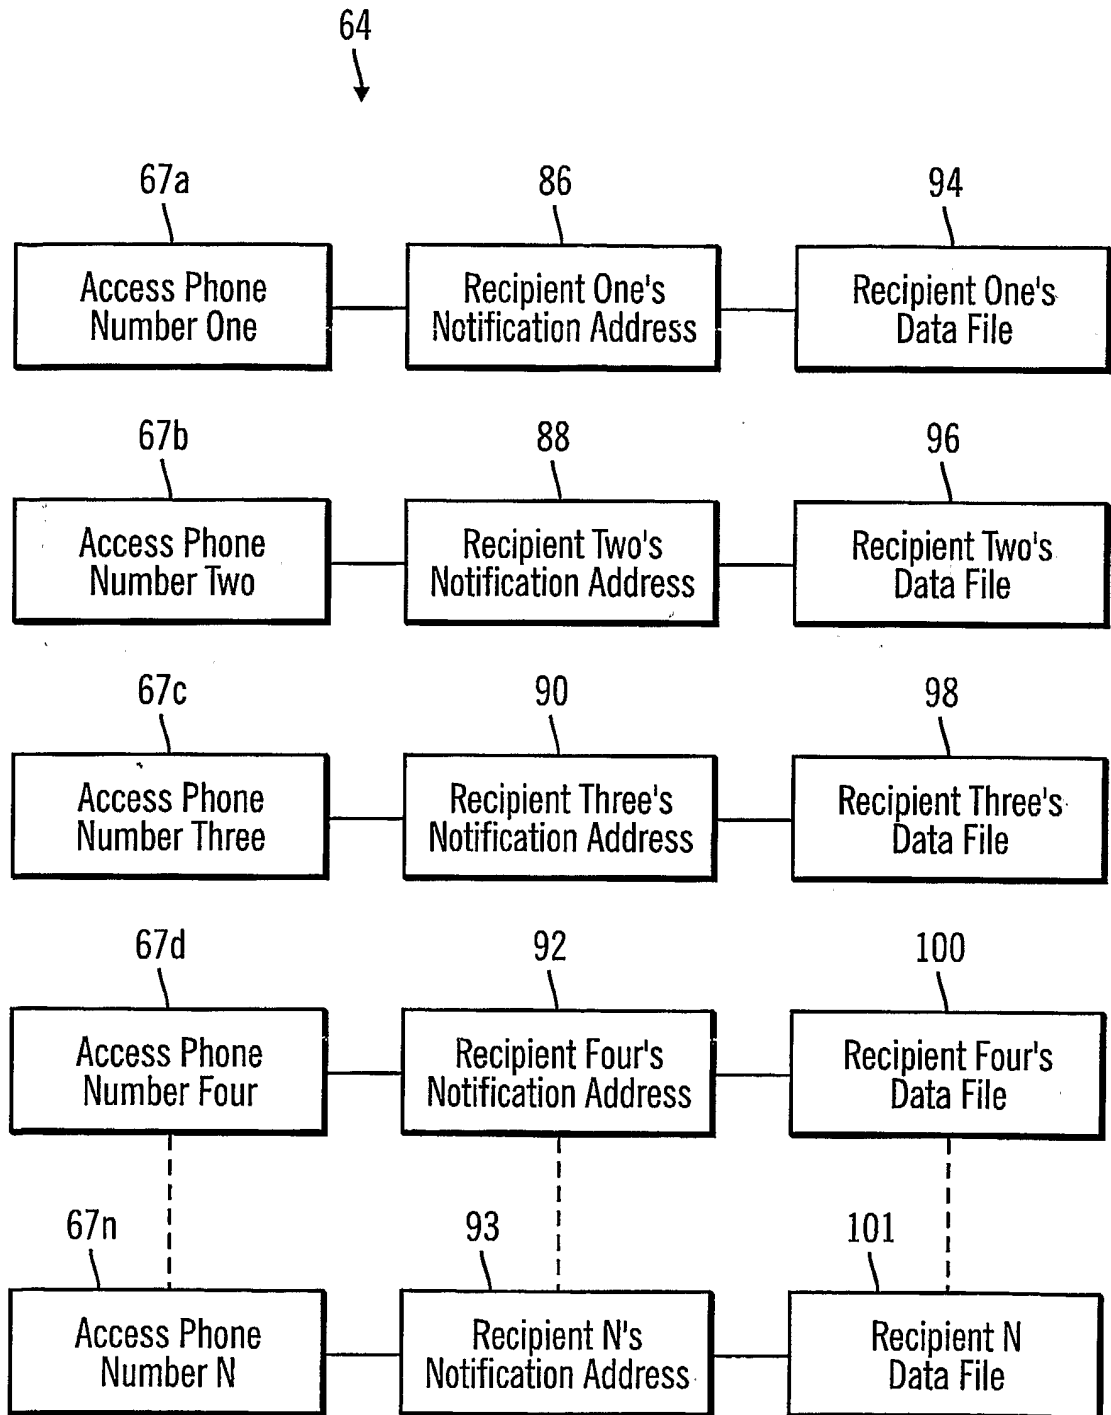 64
67a
86
94
Access Phone
Number One
Recipient One's
Notification Address
Recipient One's
Data File
67b
88
96
Access Phone
Number Two
Recipient Two's
Notification Address
Recipient Two's
Data File
67c
90
98
Access Phone
Number Three
Recipient Three's
Notification Address
Recipient Three's
Data File
67d
92
100
Access Phone
Number Four
Recipient Four's
Notification Address
Recipient Four's
Data File
67n
93
101
Access Phone
Number N
Recipient N's
Notification Address
Recipient N
Data File